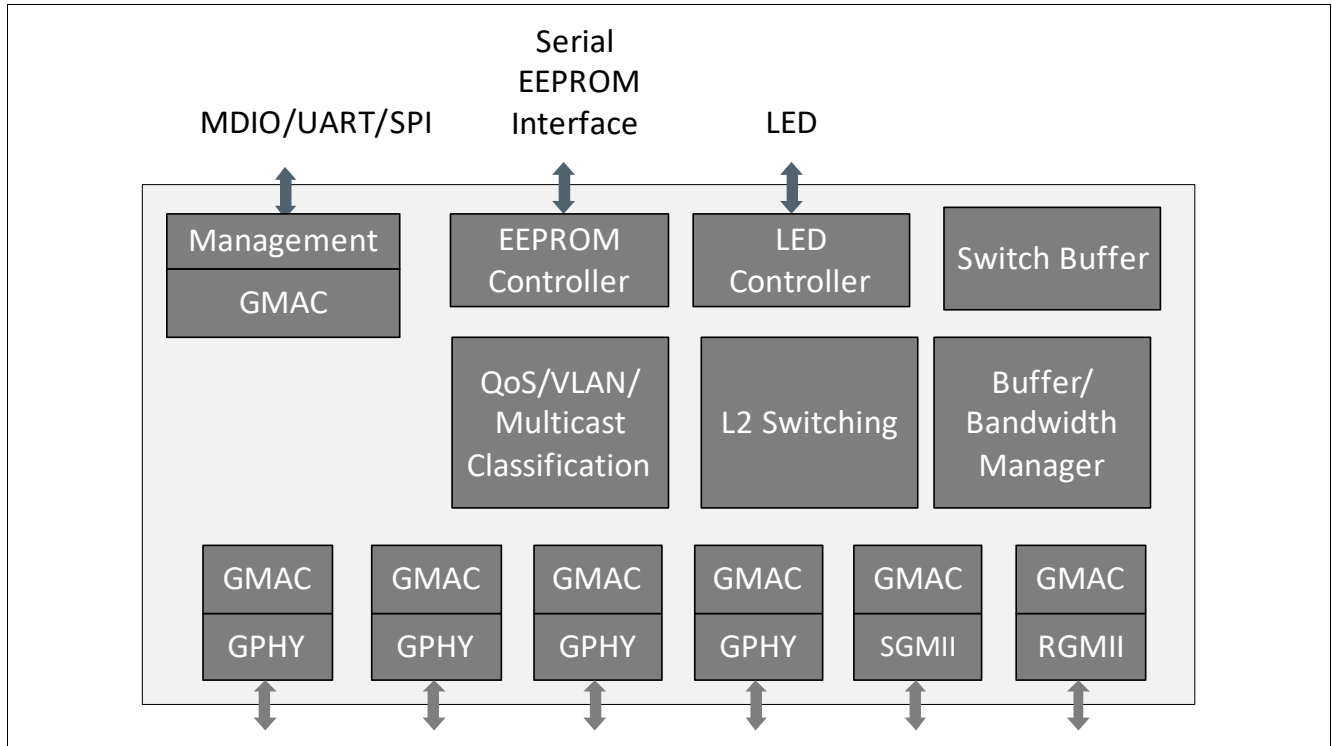 Serial
EEPROM
Interface
MDIO/UART/SPI
LED
Management
GMAC
EEPROM
Controller
LED
Controller
Switch Buffer
QoS/VLAN/
Multicast
Classification
L2 Switching
Buffer/
Bandwidth
Manager
GMAC
GPHY
GMAC
GPHY
GMAC
GPHY
GMAC
GPHY
GMAC
SGMII
GMAC
RGMII